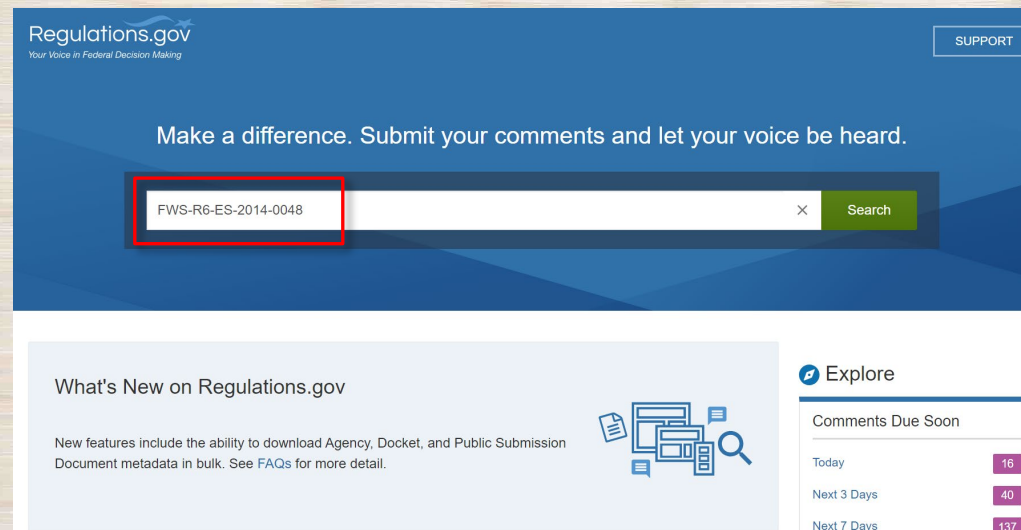 Regulations.gov
Your Voice in Federal Decision Making
SUPPORT
Make a difference. Submit your comments and let your voice be heard.
FWS-R6-ES-2014-0048
Search
What's New on Regulations.gov
New features include the ability to download Agency, Docket, and Public Submission
Document metadata in bulk. See FAQs for more detail.
Explore
Comments Due Soon
Today 16
Next 3 Days 40
Next 7 Days 137